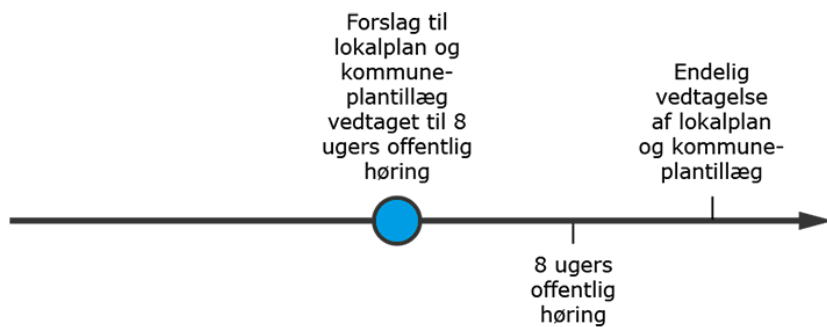 Forslag til
lokalplan og
kommune-
plantillæg
vedtaget til 8
ugers offentlig
høring
Endelig
vedtagelse
af lokalplan
og kommune-
plantillæg
8 ugers
offentlig
høring